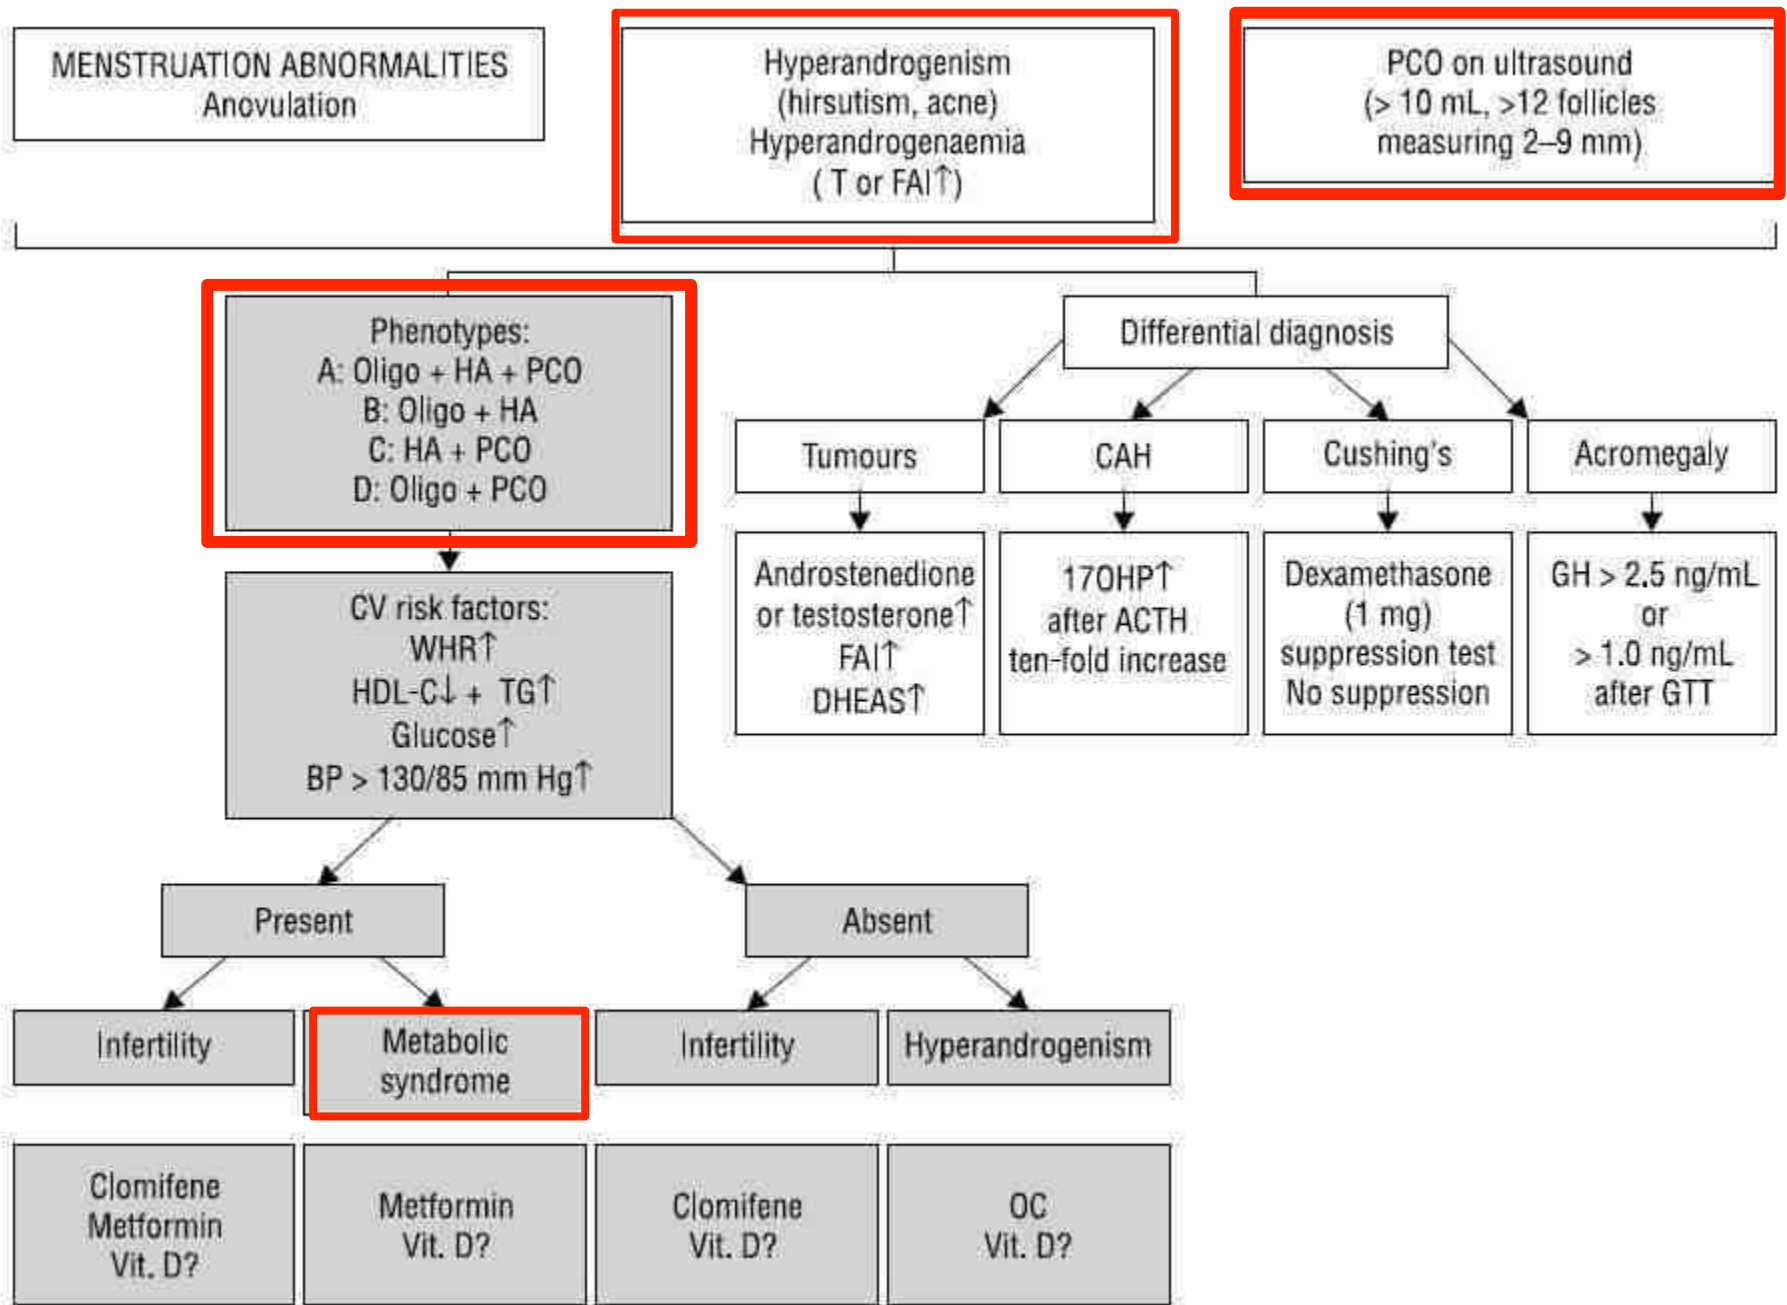 MENSTRUATION ABNORMALITIES
Anovulation
Hyperandrogenism
(hirsutism, acne)
Hyperandrogenaemia
( T or FAI↑)
PCO on ultrasound
(> 10 mL, >12 follicles
measuring 2–9 mm)
Phenotypes:
A: Oligo + HA + PCO
B: Oligo + HA
C: HA + PCO
D: Oligo + PCO
Differential diagnosis
Tumours
CAH
Cushing's
Acromegaly
Androstenedione
or testosterone↑
FAI↑
DHEAS↑
17OHP↑
after ACTH
ten-fold increase
Dexamethasone
(1 mg)
suppression test
No suppression
GH > 2.5 ng/mL
or
> 1.0 ng/mL
after GTT
CV risk factors:
WHR↑
HDL-C↓ + TG↑
Glucose↑
BP > 130/85 mm Hg↑
Present
Absent
Infertility
Metabolic
syndrome
Infertility
Hyperandrogenism
Clomifene
Metformin
Vit. D?
Metformin
Vit. D?
Clomifene
Vit. D?
OC
Vit. D?